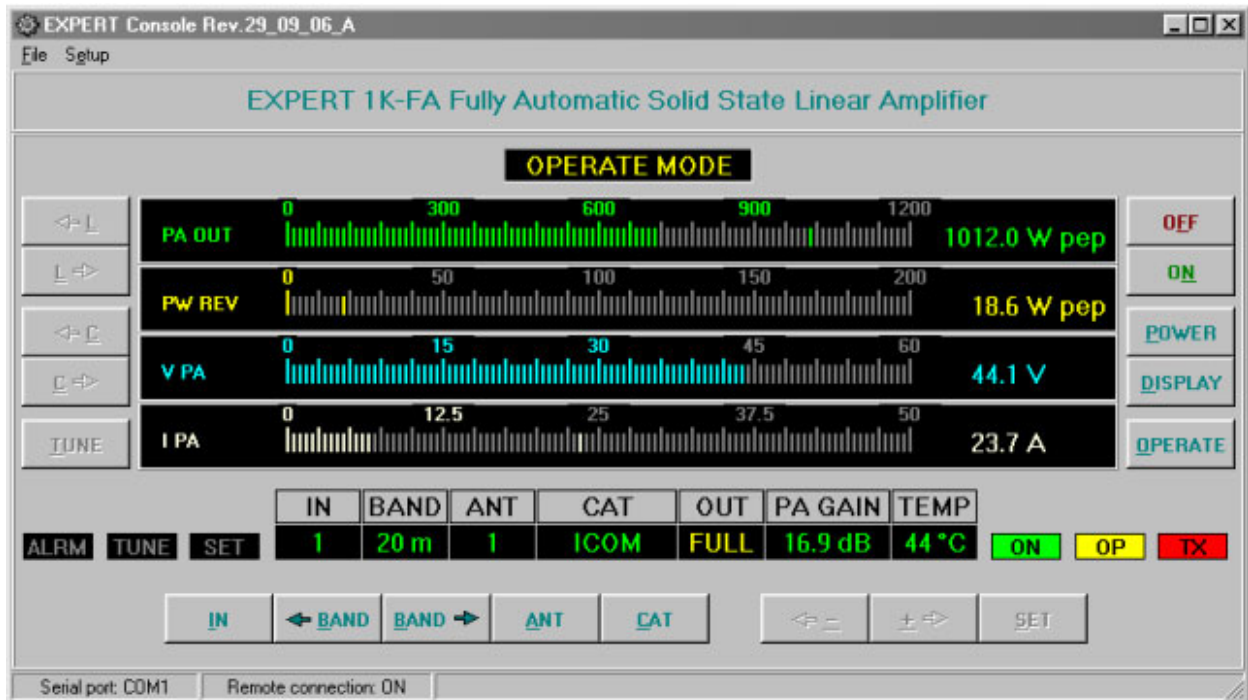 EXPERT Console Rev.29_09_06_A
File Setup
EXPERT 1K-FA Fully Automatic Solid State Linear Amplifier
OPERATE MODE
L
L
C
C
TUNE
0 300 600 900 1200
PA OUT 1012.0 W pep
0 50 100 150 200
PW REV 18.6 W pep
0 15 30 45 60
V PA 44.1 V
0 12.5 25 37.5 50
I PA 23.7 A
OFF
ON
POWER
DISPLAY
OPERATE
IN BAND ANT CAT OUT PA GAIN TEMP
ALRM TUNE SET 1 20 m 1 ICOM FULL 16.9 dB 44 °C ON OP TX
IN BAND BAND ANT CAT - + SET
Serial port: COM1 Remote connection: ON